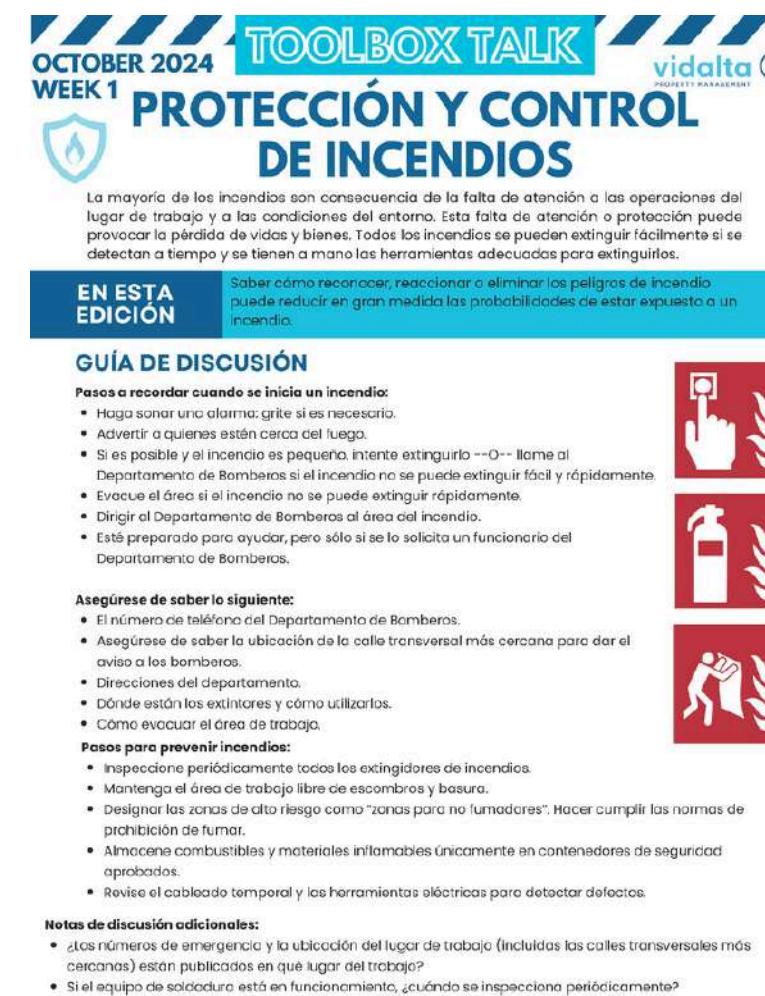 TOOLBOX TALK
OCTOBER 2024
WEEK 1
vidalta
PROPERTY MANAGEMENT
PROTECCIÓN Y CONTROL
DE INCENDIOS
La mayoría de los incendios son consecuencia de la falta de atención a las operaciones del
lugar de trabajo y a las condiciones del entorno. Esta falta de atención o protección puede
provocar la pérdida de vidas y bienes. Todos los incendios se pueden extinguir fácilmente si se
detectan a tiempo y se tienen a mano las herramientas adecuadas para extinguirlos.
EN ESTA
EDICIÓN
Saber cómo reconocer, reaccionar o eliminar los peligros de incendio
puede reducir en gran medida las probabilidades de estar expuesto a un
incendio.
GUÍA DE DISCUSIÓN
Pasos a recordar cuando se inicia un incendio:
• Haga sonar una alarma; grite si es necesario.
• Advertir a quienes estén cerca del fuego.
• Si es posible y el incendio es pequeño, intente extinguirlo --O-- llame al
Departamento de Bomberos si el incendio no se puede extinguir fácil y rápidamente.
• Evacue el área si el incendio no se puede extinguir rápidamente.
• Dirigir al Departamento de Bomberos al área del incendio.
• Esté preparado para ayudar, pero sólo si se lo solicita un funcionario del
Departamento de Bomberos.
Asegúrese de saber lo siguiente:
• El número de teléfono del Departamento de Bomberos.
• Asegúrese de saber la ubicación de la calle transversal más cercana para dar el
aviso a los bomberos.
• Direcciones del departamento.
• Dónde están los extintores y cómo utilizarlos.
• Cómo evacuar el área de trabajo.
Pasos para prevenir incendios:
• Inspeccione periódicamente todos los extingidores de incendios.
• Mantenga el área de trabajo libre de escombros y basura.
• Designar las zonas de alto riesgo como "zonas para no fumadores". Hacer cumplir las normas de
prohibición de fumar.
• Almacene combustibles y materiales inflamables únicamente en contenedores de seguridad
aprobados.
• Revise el cableado temporal y las herramientas eléctricas para detectar defectos.
Notas de discusión adicionales:
• ¿Los números de emergencia y la ubicación del lugar de trabajo (incluidas las calles transversales más
cercanas) están publicados en qué lugar del trabajo?
• Si el equipo de soldadura está en funcionamiento, ¿cuándo se inspecciona periódicamente?